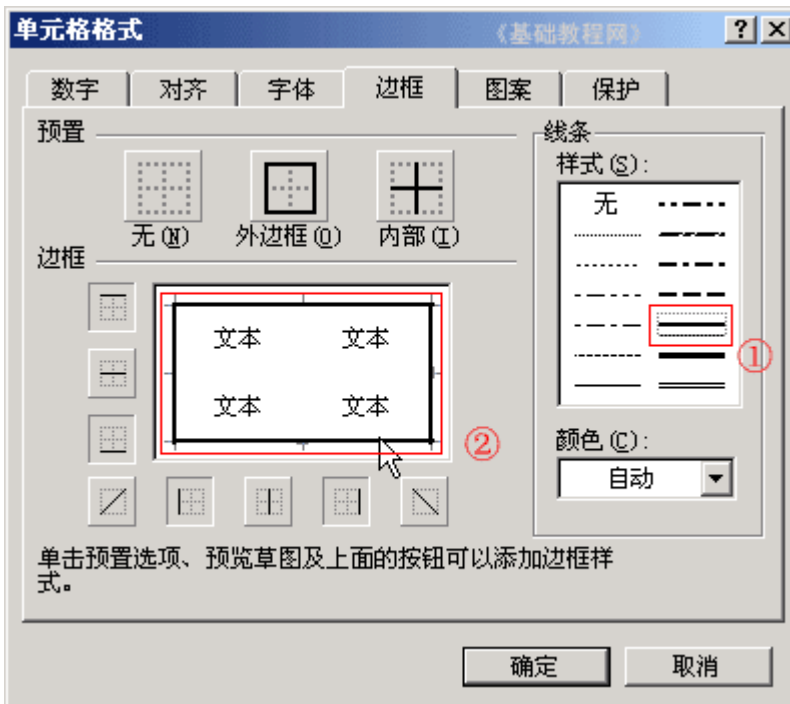 单元格格式 《基础教程网》
数字 对齐 字体 边框 图案 保护
预置
无(N) 外边框(O) 内部(I)
边框
文本 文本
文本 文本
②
线条
样式(S):
无
①
颜色(C):
自动
单击预置选项、预览草图及上面的按钮可以添加边框样
式。
确定 取消